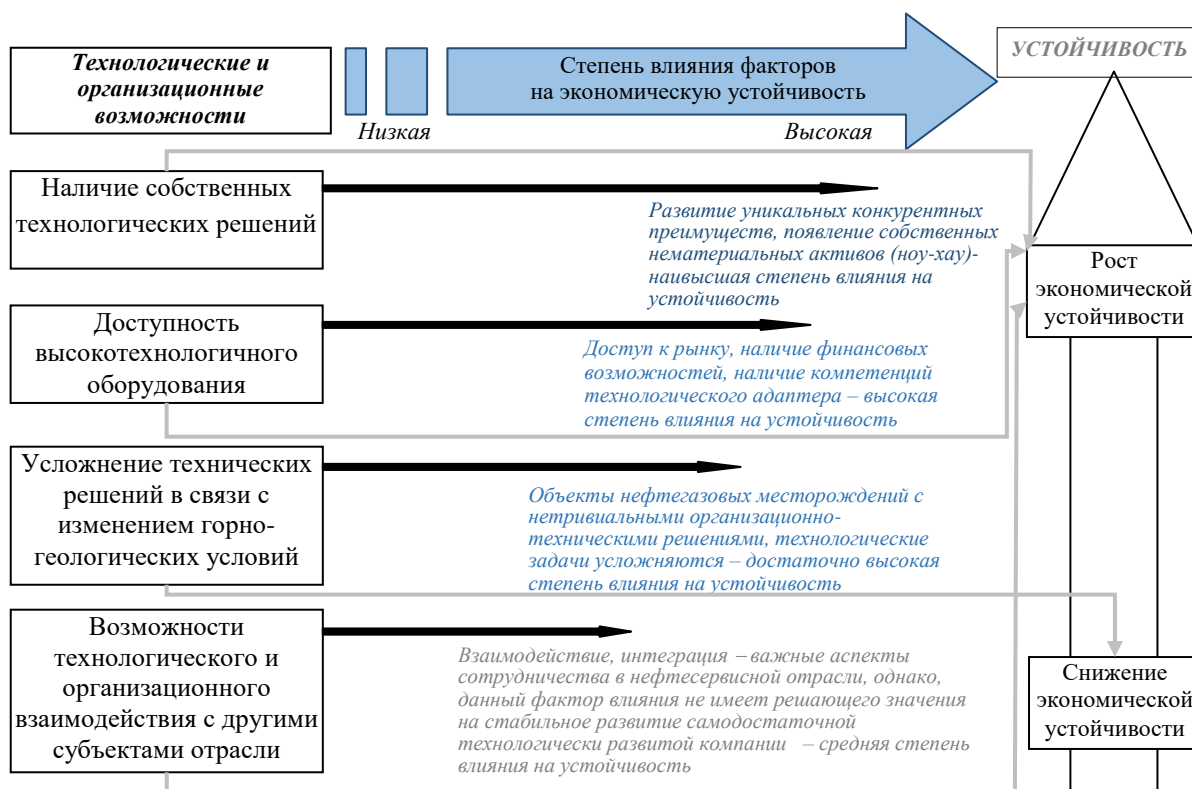 Технологические и
организационные
возможности
Степень влияния факторов
на экономическую устойчивость
УСТОЙЧИВОСТЬ
Низкая
Высокая
Наличие собственных
технологических решений
Развитие уникальных конкурентных
преимуществ, появление собственных
нематериальных активов (ноу-хау)-
наивысшая степень влияния на
устойчивость
Рост
экономической
устойчивости
Доступность
высокотехнологичного
оборудования
Доступ к рынку, наличие финансовых
возможностей, наличие компетенций
технологического адаптера – высокая
степень влияния на устойчивость
Усложнение технических
решений в связи с
изменением горно-
геологических условий
Объекты нефтегазовых месторождений с
нетривиальными организационно-
техническими решениями, технологические
задачи усложняются – достаточно высокая
степень влияния на устойчивость
Возможности
технологического и
организационного
взаимодействия с другими
субъектами отрасли
Взаимодействие, интеграция – важные аспекты
сотрудничества в нефтесервисной отрасли, однако,
данный фактор влияния не имеет решающего значения
на стабильное развитие самодостаточной
технологически развитой компании – средняя степень
влияния на устойчивость
Снижение
экономической
устойчивости